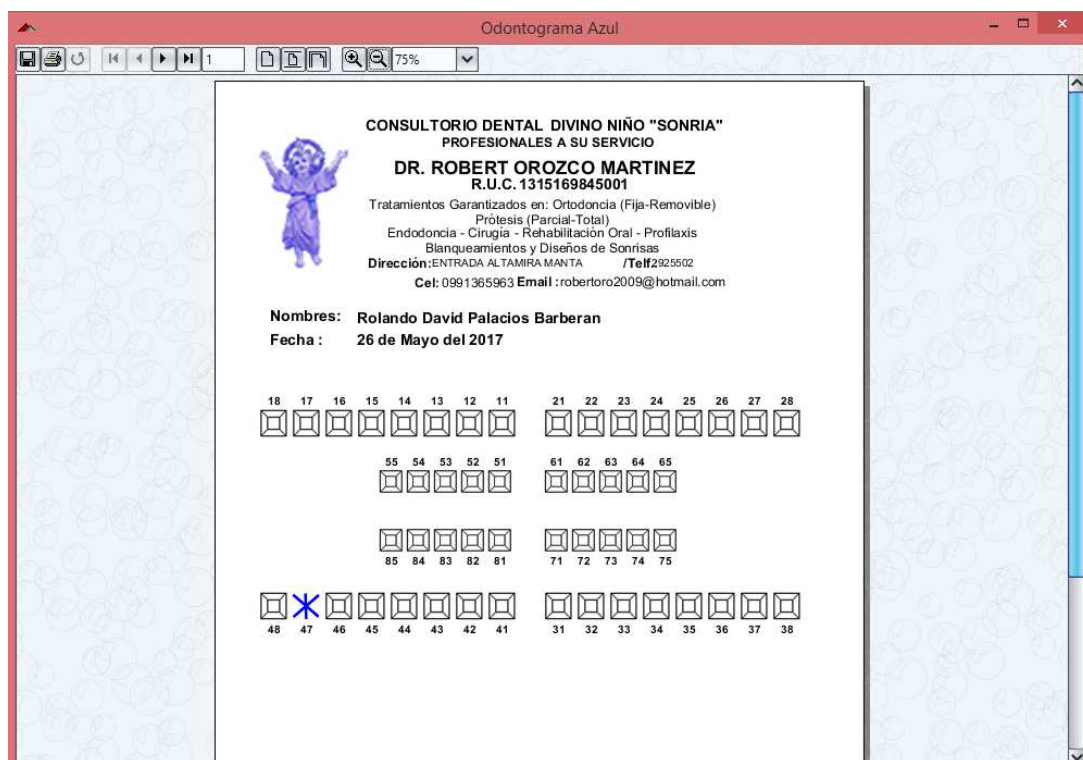 Odontograma Azul
1
75%
CONSULTORIO DENTAL DIVINO NIÑO "SONRIA"
PROFESIONALES A SU SERVICIO
DR. ROBERT OROZCO MARTINEZ
R.U.C. 1315169845001
Tratamientos Garantizados en: Ortodoncia (Fija-Removible)
Prótesis (Parcial-Total)
Endodoncia - Cirugía - Rehabilitación Oral - Profilaxis
Blanqueamientos y Diseños de Sonrisas
Dirección: ENTRADA ALTAMIRA MANTA /Telf: 2925502
Cel: 0991365963 Email : robertoro2009@hotmail.com
Nombres: Rolando David Palacios Barberan
Fecha : 26 de Mayo del 2017
18 17 16 15 14 13 12 11 21 22 23 24 25 26 27 28
55 54 53 52 51 61 62 63 64 65
85 84 83 82 81 71 72 73 74 75
48 47 46 45 44 43 42 41 31 32 33 34 35 36 37 38